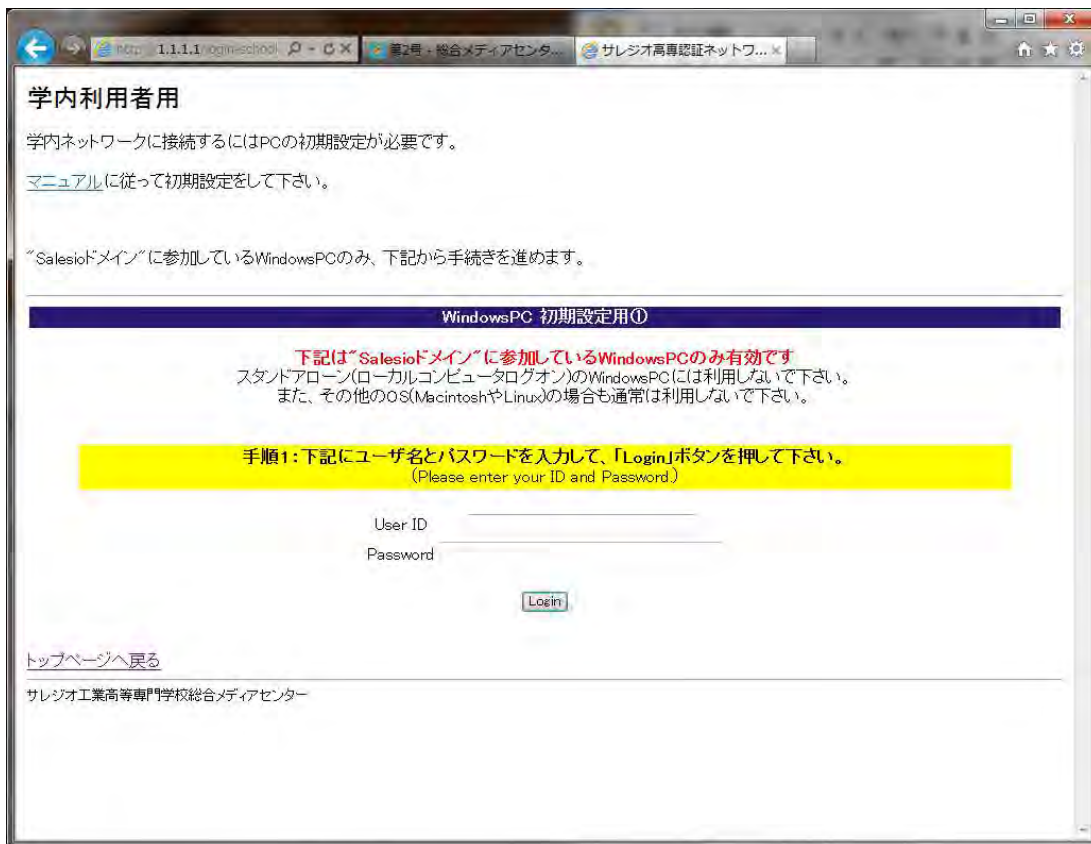 1.1.1.1
第2号 - 総合メディアセンタ...
サレジオ高専認証ネットワ...
学内利用者用
学内ネットワークに接続するにはPCの初期設定が必要です。
マニュアルに従って初期設定をして下さい。
"Salesioドメイン"に参加しているWindowsPCのみ、下記から手続きを進めます。
WindowsPC 初期設定用①
下記は"Salesioドメイン"に参加しているWindowsPCのみ有効です
スタンドアローン(ローカルコンピュータログオン)のWindowsPCには利用しないで下さい。
また、その他のOS(MacintoshやLinux)の場合も通常は利用しないで下さい。
手順1:下記にユーザ名とパスワードを入力して、「Login」ボタンを押して下さい。
(Please enter your ID and Password.)
User ID
Password
Login
トップページへ戻る
サレジオ工業高等専門学校総合メディアセンター